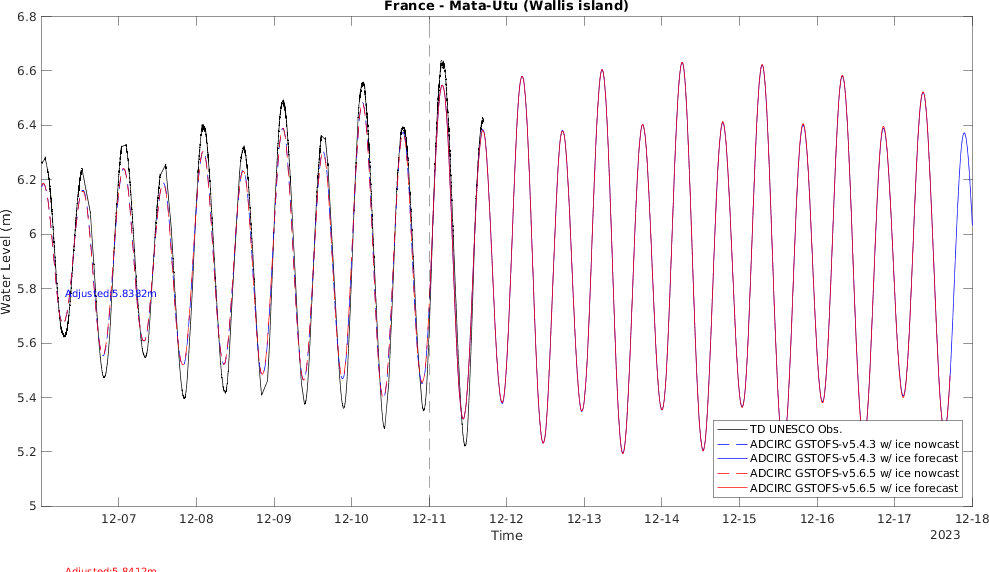 France - Mata-Utu (Wallis island)
6.8
6.6
6.4
6.2
6
5.8
5.6
5.4
5.2
5
Water Level (m)
Adjusted:5.8382m
TD UNESCO Obs.
ADCIRC GSTOFS-v5.4.3 w/ ice nowcast
ADCIRC GSTOFS-v5.4.3 w/ ice forecast
ADCIRC GSTOFS-v5.6.5 w/ ice nowcast
ADCIRC GSTOFS-v5.6.5 w/ ice forecast
12-07 12-08 12-09 12-10 12-11 12-12 12-13 12-14 12-15 12-16 12-17 12-18
Time
2023
Adjusted:5.8412m